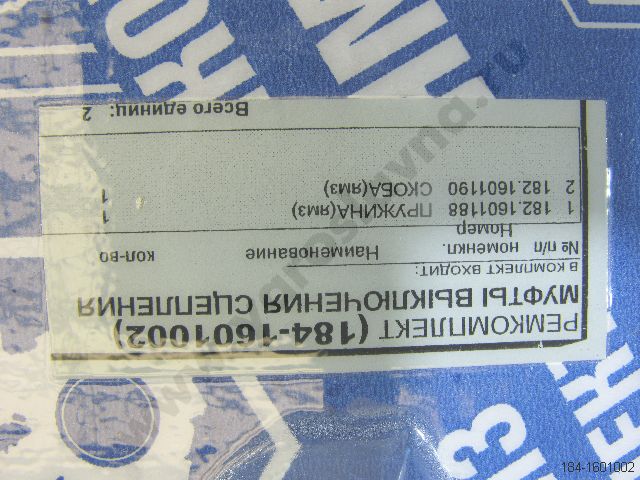 РЕМКОМПЛЕКТ (184-1601002)
МУФТЫ ВЫКЛЮЧЕНИЯ СЦЕПЛЕНИЯ
В КОМПЛЕКТ ВХОДИТ:
№ п/п Номер номенкл. Наименование кол-во
1 182.1601188 ПРУЖИНА(ямз) 1
2 182.1601190 СКОБА(ямз) 1
Всего единиц: 2
184-1601002